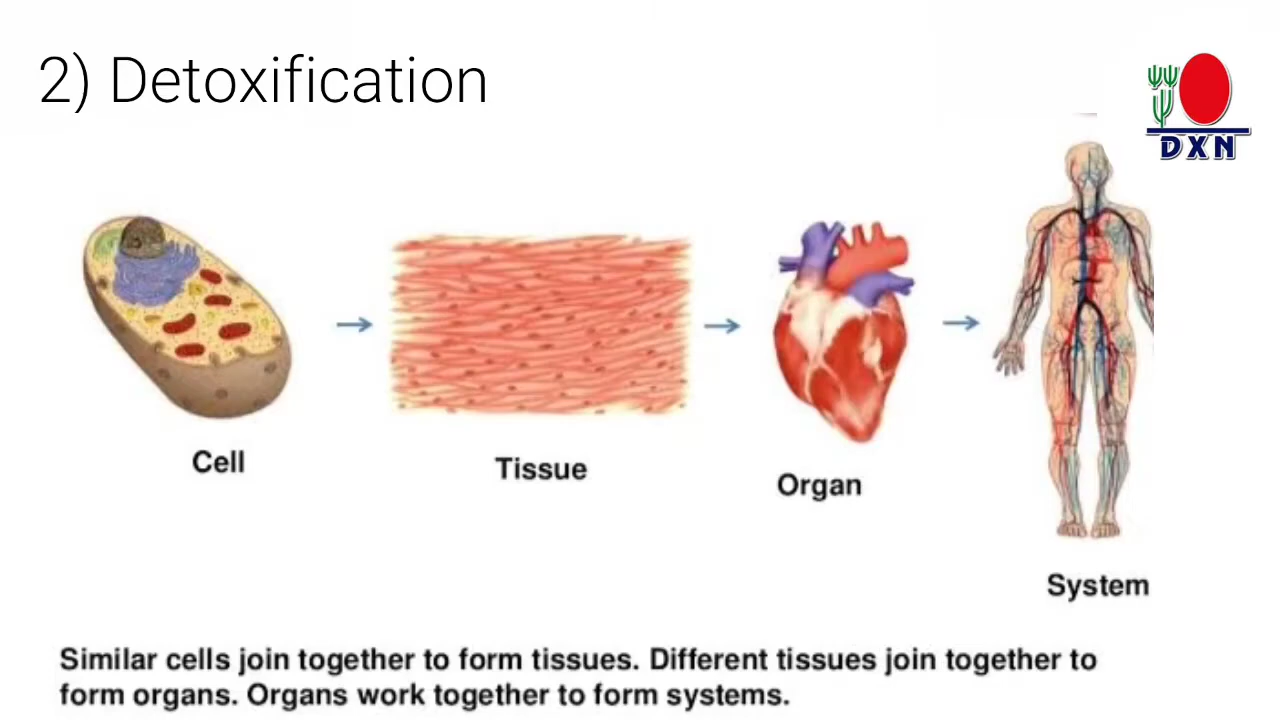 2) Detoxification
DXN
Cell
Tissue
Organ
System
Similar cells join together to form tissues. Different tissues join together to
form organs. Organs work together to form systems.